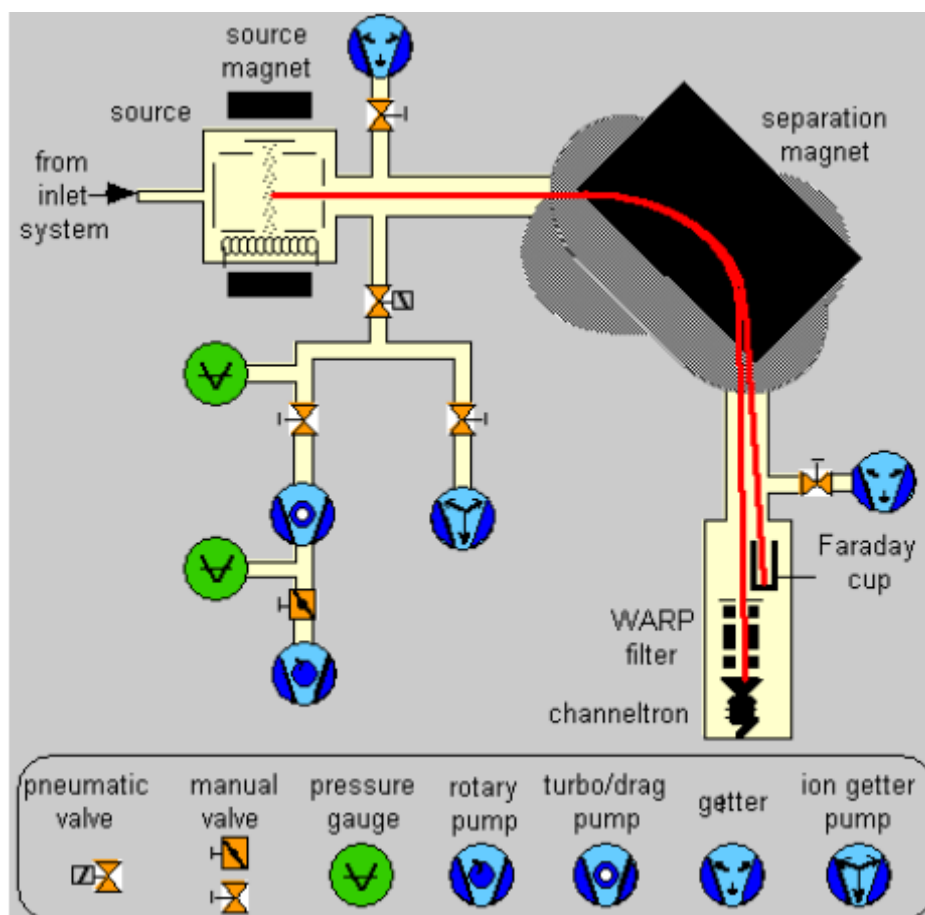 source
magnet
source
from
inlet
system
separation
magnet
Faraday
cup
WARP
filter
channeltron
pneumatic
valve
manual
valve
pressure
gauge
rotary
pump
turbo/drag
pump
getter
ion getter
pump